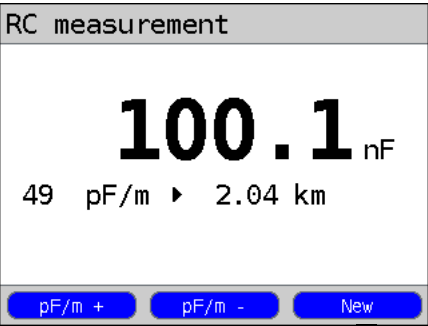 RC measurement
100.1 nF
49 pF/m ▶ 2.04 km
pF/m + pF/m - New